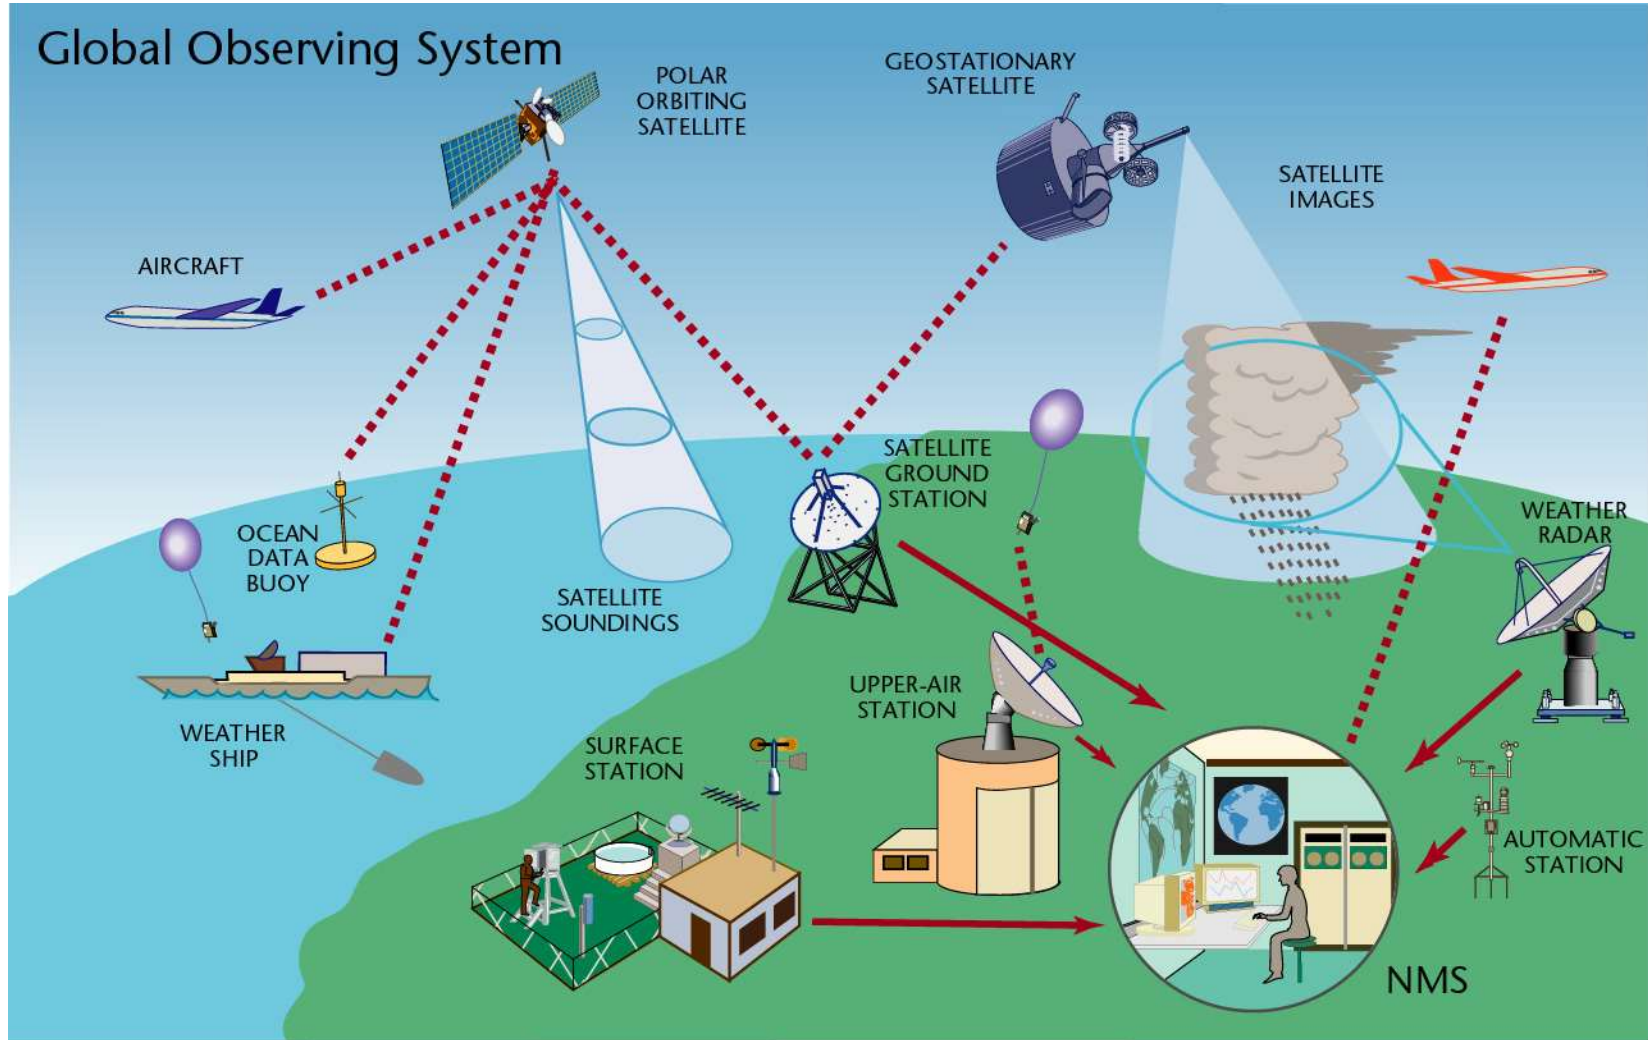 Global Observing System
POLAR
ORBITING
SATELLITE
GEOSTATIONARY
SATELLITE
SATELLITE
IMAGES
AIRCRAFT
SATELLITE
GROUND
STATION
WEATHER
RADAR
OCEAN
DATA
BUOY
SATELLITE
SOUNDINGS
UPPER-AIR
STATION
WEATHER
SHIP
SURFACE
STATION
AUTOMATIC
STATION
NMS